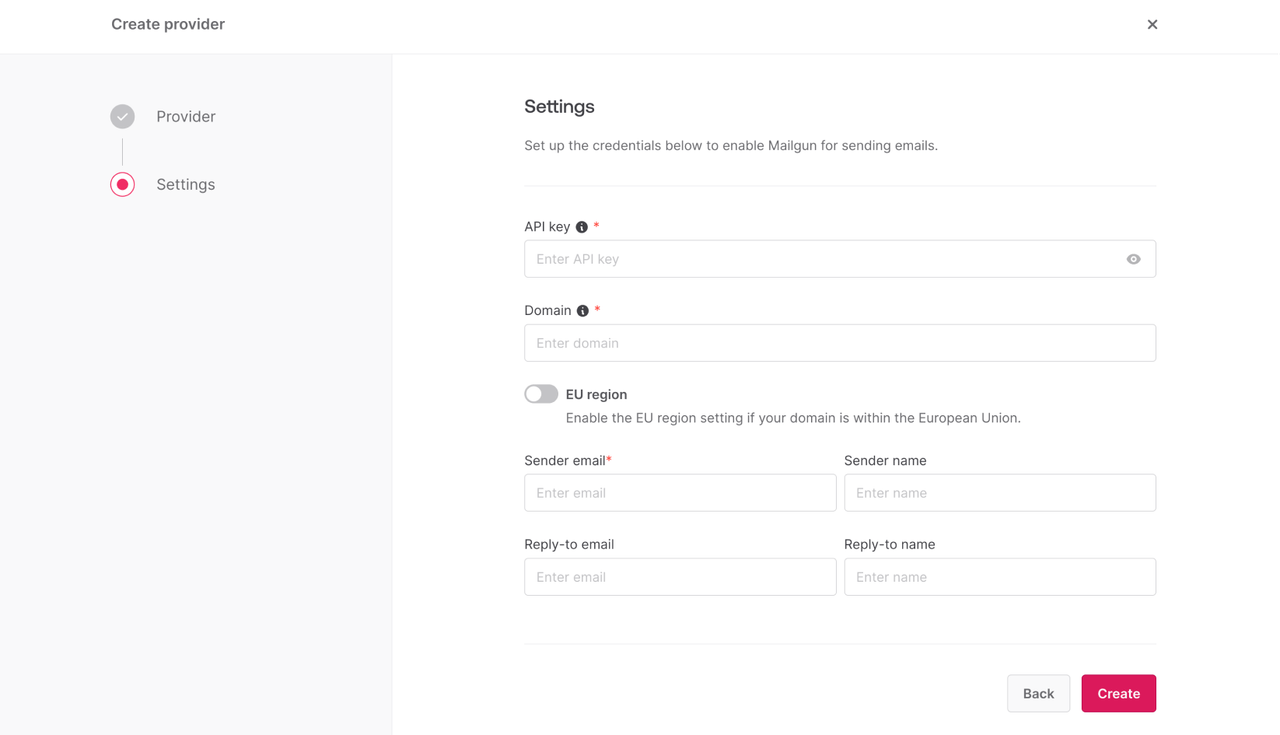 Create provider
Provider
Settings
Settings
Set up the credentials below to enable Mailgun for sending emails.
API key *
Enter API key
Domain *
Enter domain
EU region
Enable the EU region setting if your domain is within the European Union.
Sender email* Sender name
Enter email Enter name
Reply-to email Reply-to name
Enter email Enter name
Back Create